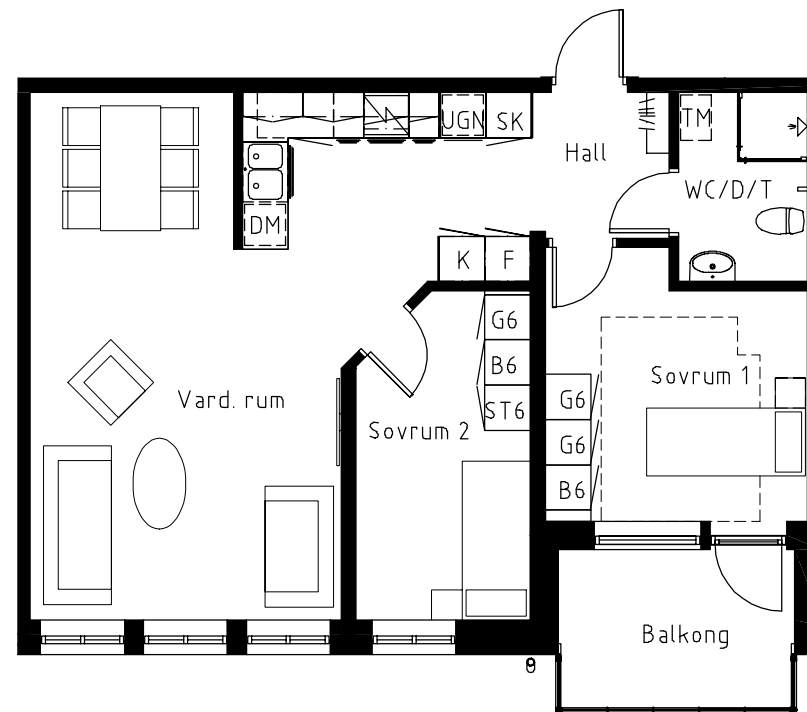 UGN
SK
TM
Hall
WC/D/T
DM
K
F
G6
B6
ST6
Sovrum 1
Vard. rum
Sovrum 2
G6
G6
B6
Balkong